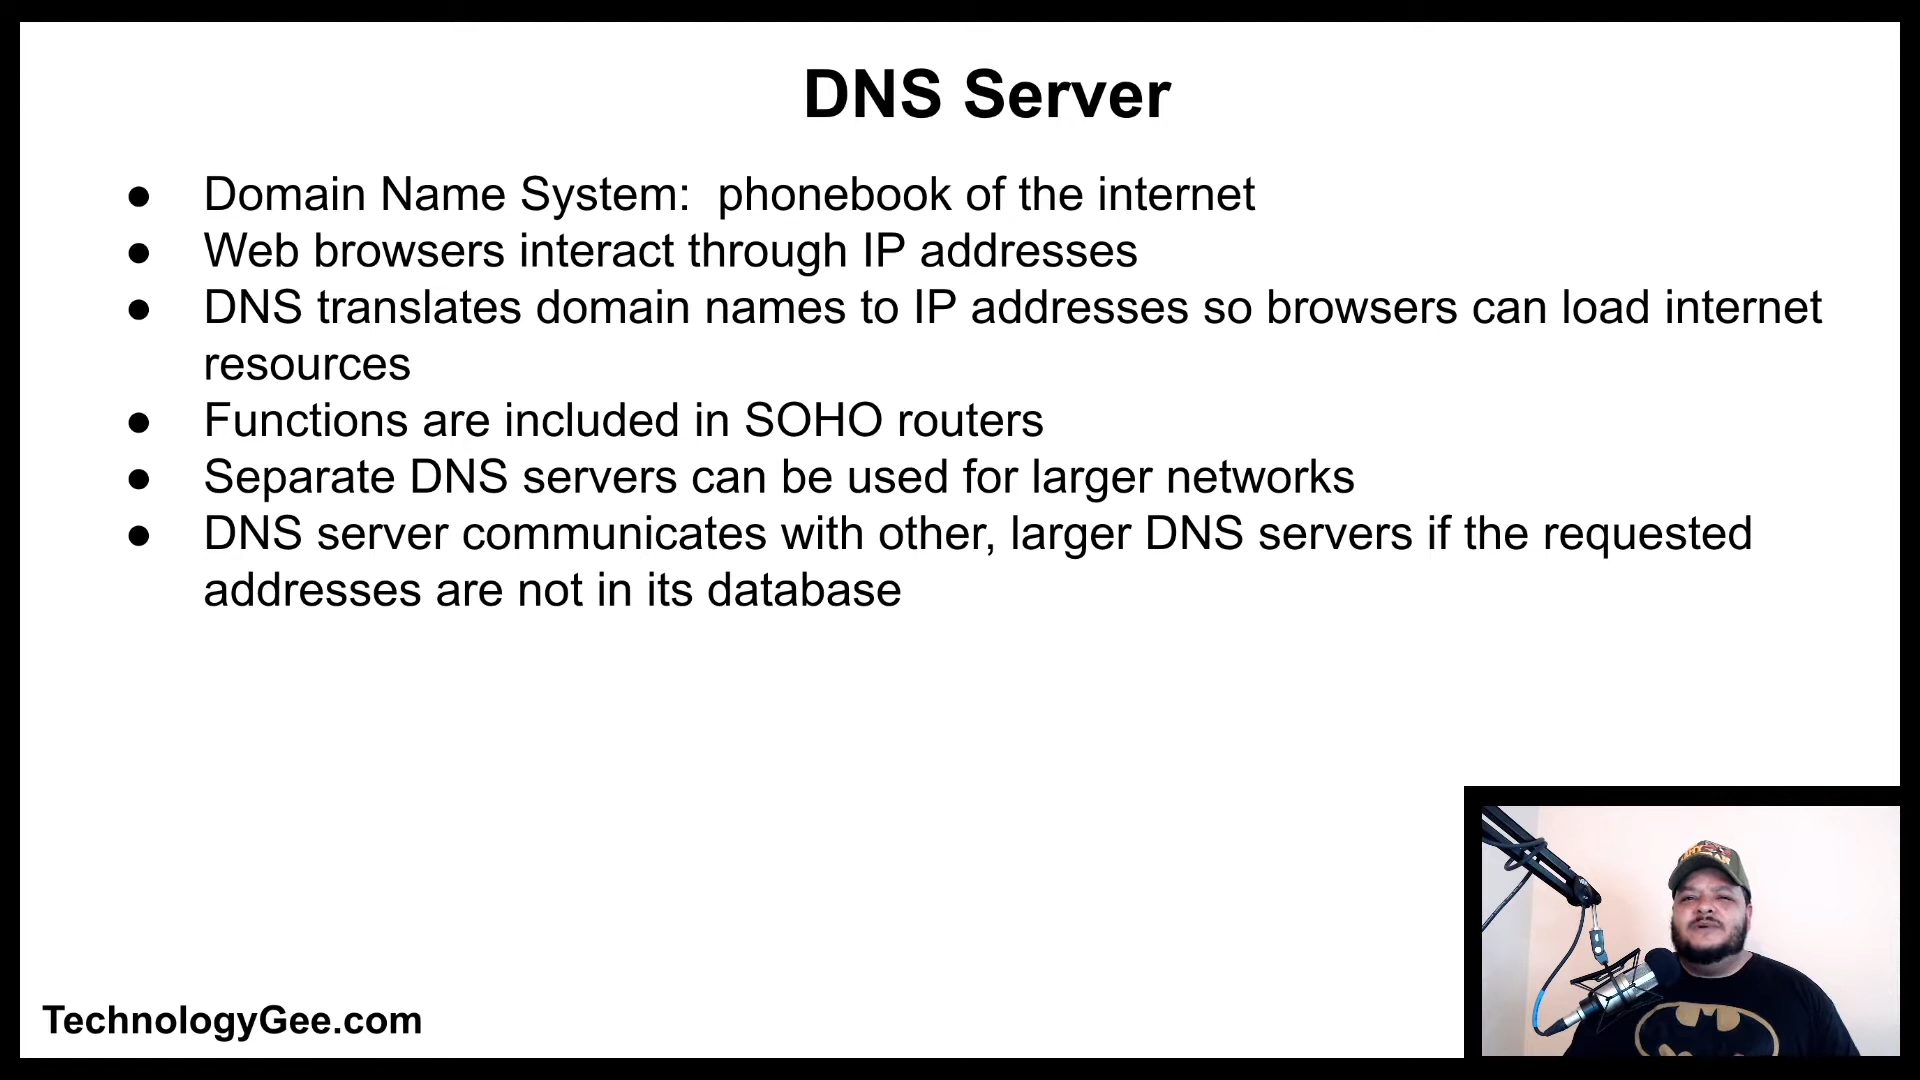 DNS Server
● Domain Name System:  phonebook of the internet
● Web browsers interact through IP addresses
● DNS translates domain names to IP addresses so browsers can load internet
resources
● Functions are included in SOHO routers
● Separate DNS servers can be used for larger networks
● DNS server communicates with other, larger DNS servers if the requested
addresses are not in its database
TechnologyGee.com